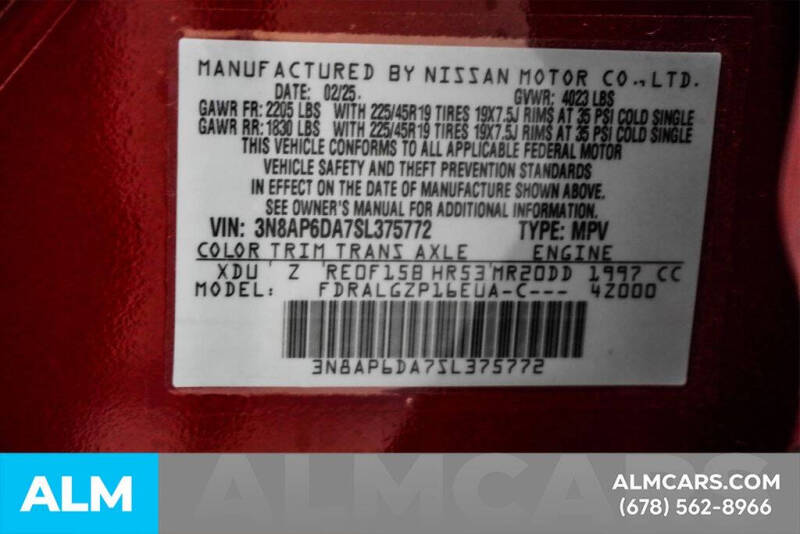 MANUFACTURED BY NISSAN MOTOR CO., LTD.
DATE: 02/25. GVWR: 4023 LBS
GAWR FR: 2205 LBS WITH 225/45R19 TIRES 19X7.5J RIMS AT 35 PSI COLD SINGLE
GAWR RR: 1830 LBS WITH 225/45R19 TIRES 19X7.5J RIMS AT 35 PSI COLD SINGLE
THIS VEHICLE CONFORMS TO ALL APPLICABLE FEDERAL MOTOR
VEHICLE SAFETY AND THEFT PREVENTION STANDARDS
IN EFFECT ON THE DATE OF MANUFACTURE SHOWN ABOVE.
SEE OWNER'S MANUAL FOR ADDITIONAL INFORMATION.
VIN: 3N8AP6DA7SL375772 TYPE: MPV
COLOR TRIM TRANS AXLE ENGINE
XDU Z RE0F15B HR53 MR20DD 1997 CC
MODEL: FDRALGZP16EUA-C--- 4Z000
3N8AP6DA7SL375772
ALM
ALMCARS
ALMCARS.COM
(678) 562-8966